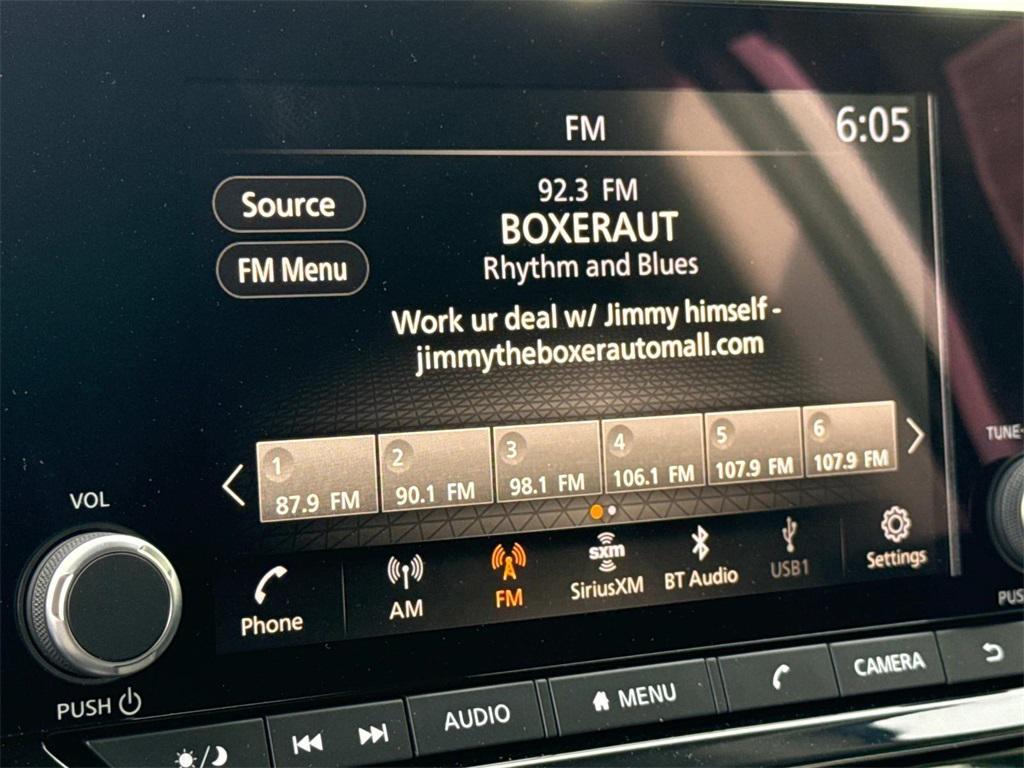 FM
6:05
Source
92.3 FM
BOXERAUT
FM Menu
Rhythm and Blues
Work ur deal w/ Jimmy himself -
jimmytheboxerautomall.com
1
87.9 FM
2
90.1 FM
3
98.1 FM
4
106.1 FM
5
107.9 FM
6
107.9 FM
Phone
AM
FM
sxm
SiriusXM
BT Audio
USB1
Settings
VOL
PUSH
TUNE
AUDIO
MENU
CAMERA